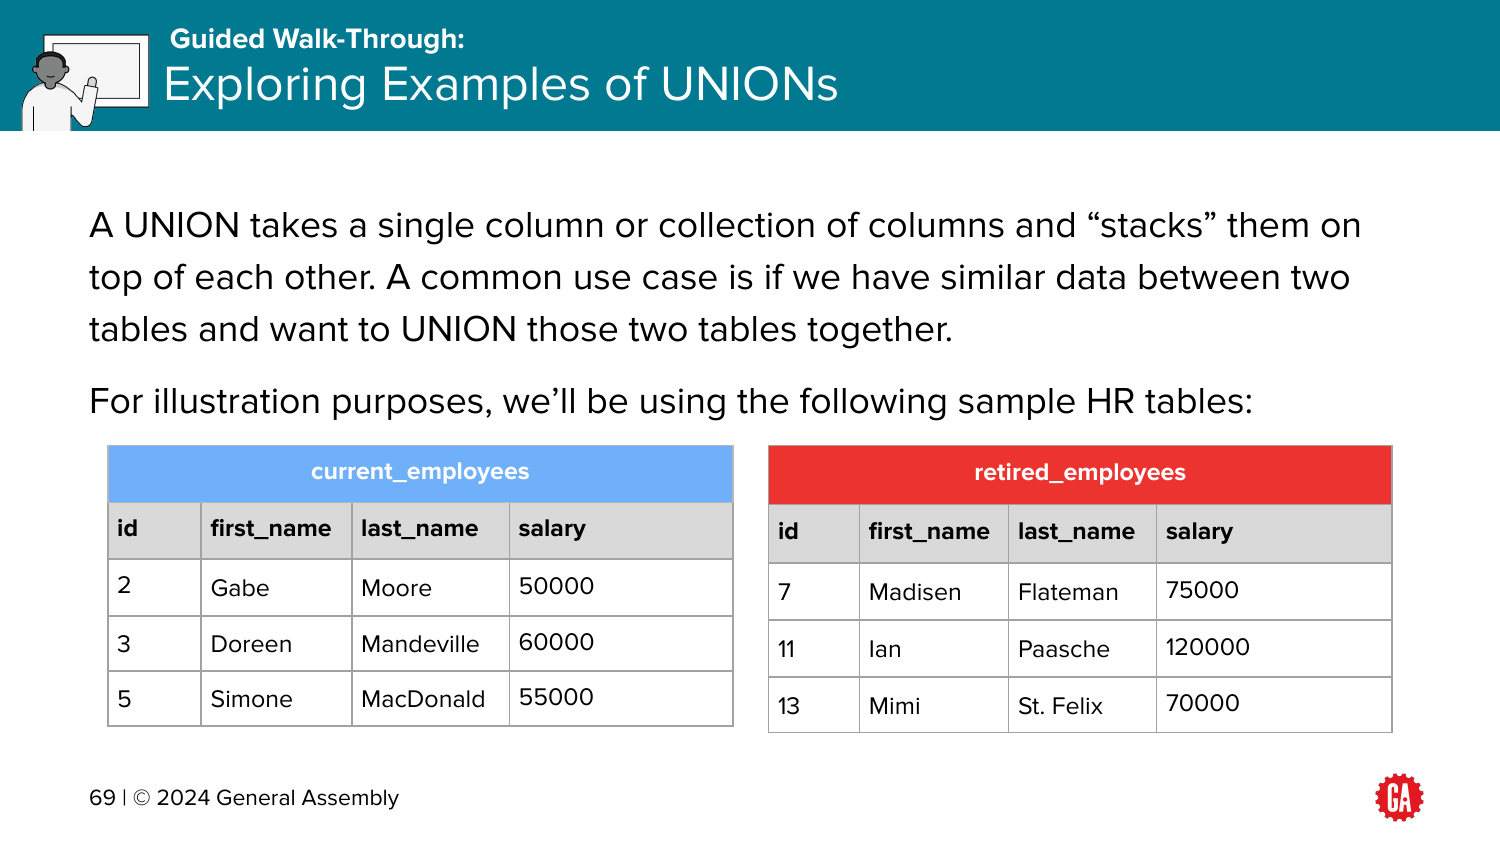 Guided Walk-Through:
Exploring Examples of UNIONs
A UNION takes a single column or collection of columns and “stacks” them on
top of each other. A common use case is if we have similar data between two
tables and want to UNION those two tables together.
For illustration purposes, we’ll be using the following sample HR tables:
current_employees
id first_name last_name salary
2 Gabe Moore 50000
3 Doreen Mandeville 60000
5 Simone MacDonald 55000
retired_employees
id first_name last_name salary
7 Madisen Flateman 75000
11 Ian Paasche 120000
13 Mimi St. Felix 70000
69 | © 2024 General Assembly
GA